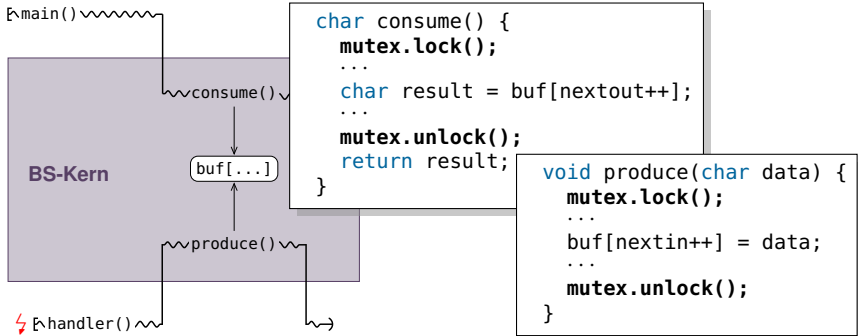 main()
char consume() {
mutex.lock();
...
char result = buf[nextout++];
...
mutex.unlock();
return result;
}
consume()
BS-Kern
buf[...]
void produce(char data) {
mutex.lock();
...
buf[nextin++] = data;
...
mutex.unlock();
}
produce()
handler()